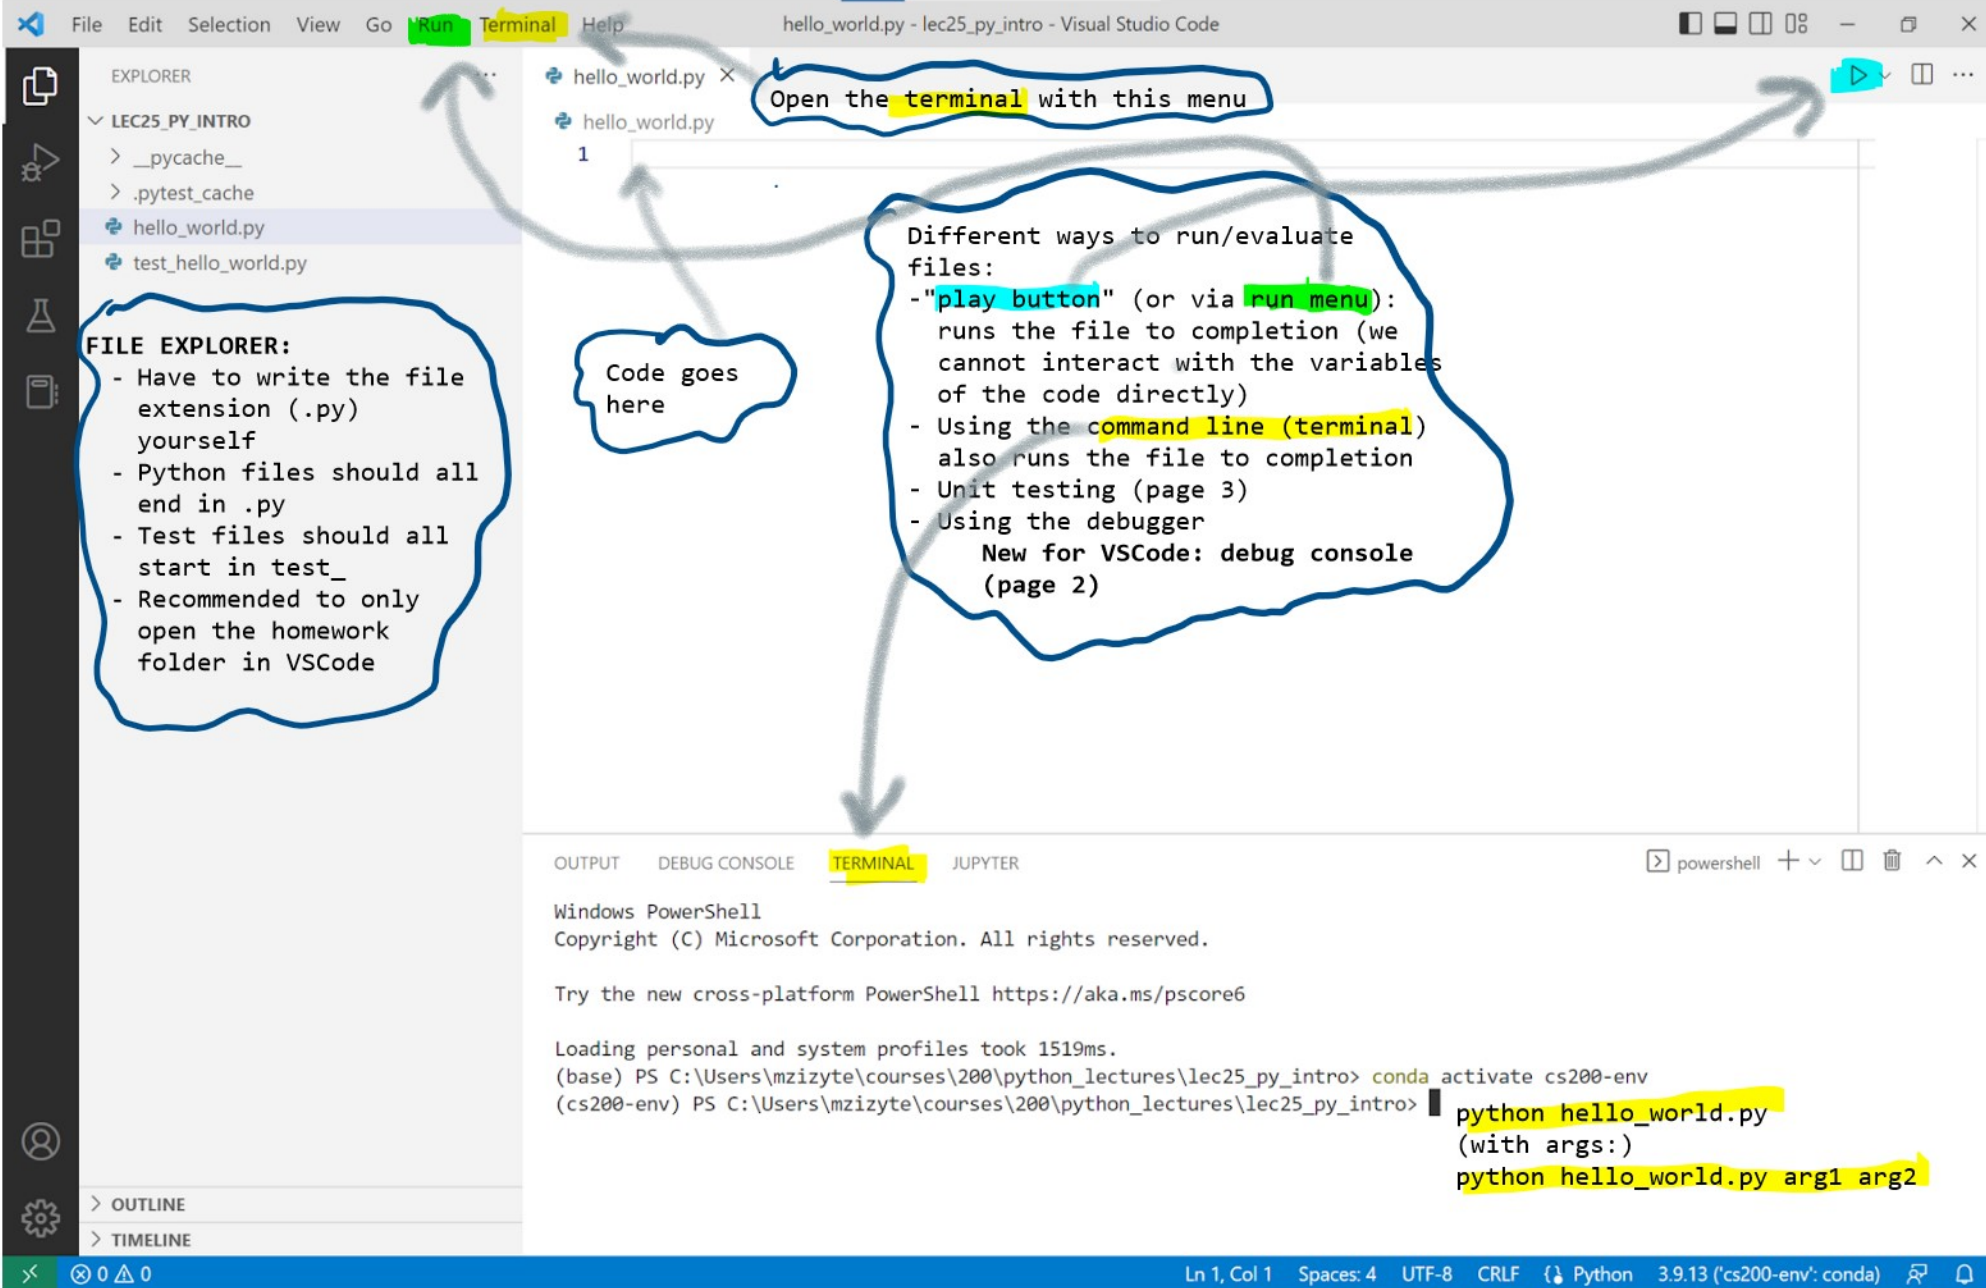 File Edit Selection View Go Run Terminal Help hello_world.py - lec25_py_intro - Visual Studio Code
EXPLORER ...
hello_world.py
LEC25_PY_INTRO
__pycache__
.pytest_cache
hello_world.py
test_hello_world.py
FILE EXPLORER:
- Have to write the file
extension (.py)
yourself
- Python files should all
end in .py
- Test files should all
start in test_
- Recommended to only
open the homework
folder in VSCode
OUTLINE
TIMELINE
Open the terminal with this menu
hello_world.py
1
Code goes
here
Different ways to run/evaluate
files:
-"play button" (or via run menu):
runs the file to completion (we
cannot interact with the variables
of the code directly)
- Using the command line (terminal)
also runs the file to completion
- Unit testing (page 3)
- Using the debugger
New for VSCode: debug console
(page 2)
OUTPUT DEBUG CONSOLE TERMINAL JUPYTER powershell
Windows PowerShell
Copyright (C) Microsoft Corporation. All rights reserved.
Try the new cross-platform PowerShell https://aka.ms/pscore6
Loading personal and system profiles took 1519ms.
(base) PS C:\Users\mzizyte\courses\200\python_lectures\lec25_py_intro> conda activate cs200-env
(cs200-env) PS C:\Users\mzizyte\courses\200\python_lectures\lec25_py_intro>
python hello_world.py
(with args:)
python hello_world.py arg1 arg2
0 0 Ln 1, Col 1 Spaces: 4 UTF-8 CRLF Python 3.9.13 ('cs200-env': conda)